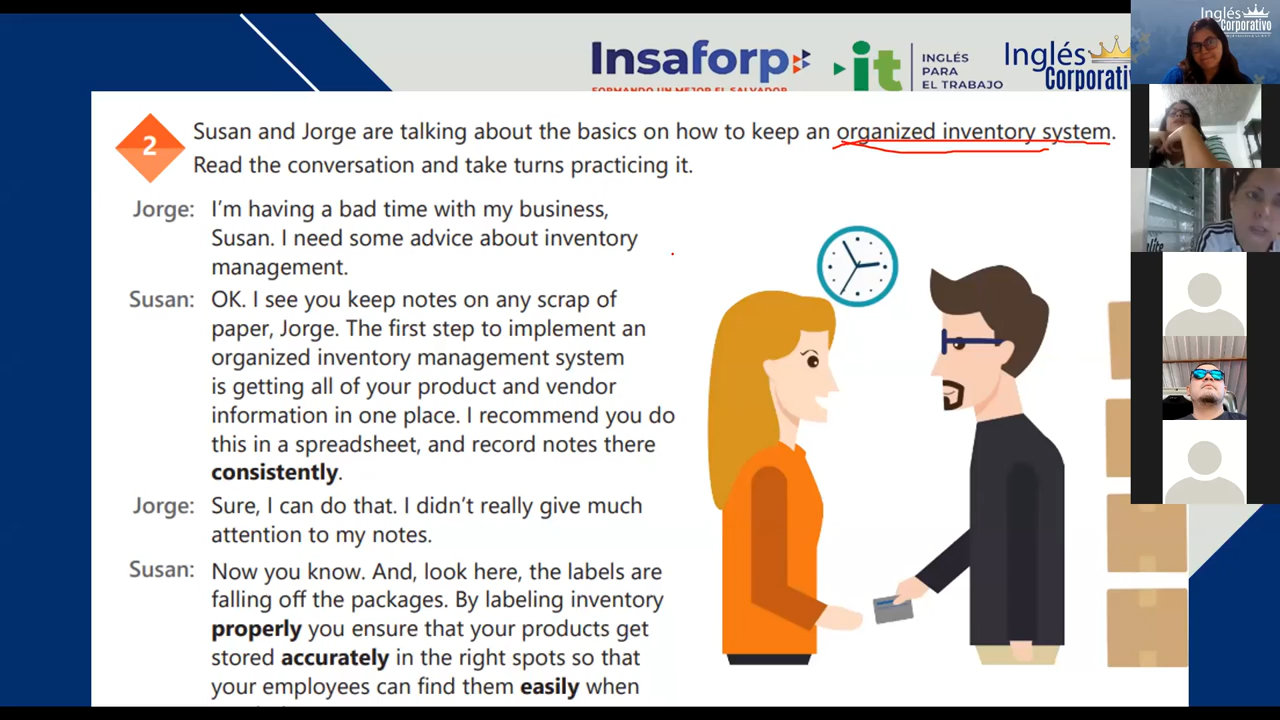 Insaforp
FORMANDO UN MEJOR EL SALVADOR
it
INGLÉS
PARA
EL TRABAJO
Inglés
Corporativo
Inglés
Corporativo
2
Susan and Jorge are talking about the basics on how to keep an organized inventory system.
Read the conversation and take turns practicing it.
Jorge: I'm having a bad time with my business,
Susan. I need some advice about inventory
management.
Susan: OK. I see you keep notes on any scrap of
paper, Jorge. The first step to implement an
organized inventory management system
is getting all of your product and vendor
information in one place. I recommend you do
this in a spreadsheet, and record notes there
consistently.
Jorge: Sure, I can do that. I didn't really give much
attention to my notes.
Susan: Now you know. And, look here, the labels are
falling off the packages. By labeling inventory
properly you ensure that your products get
stored accurately in the right spots so that
your employees can find them easily when